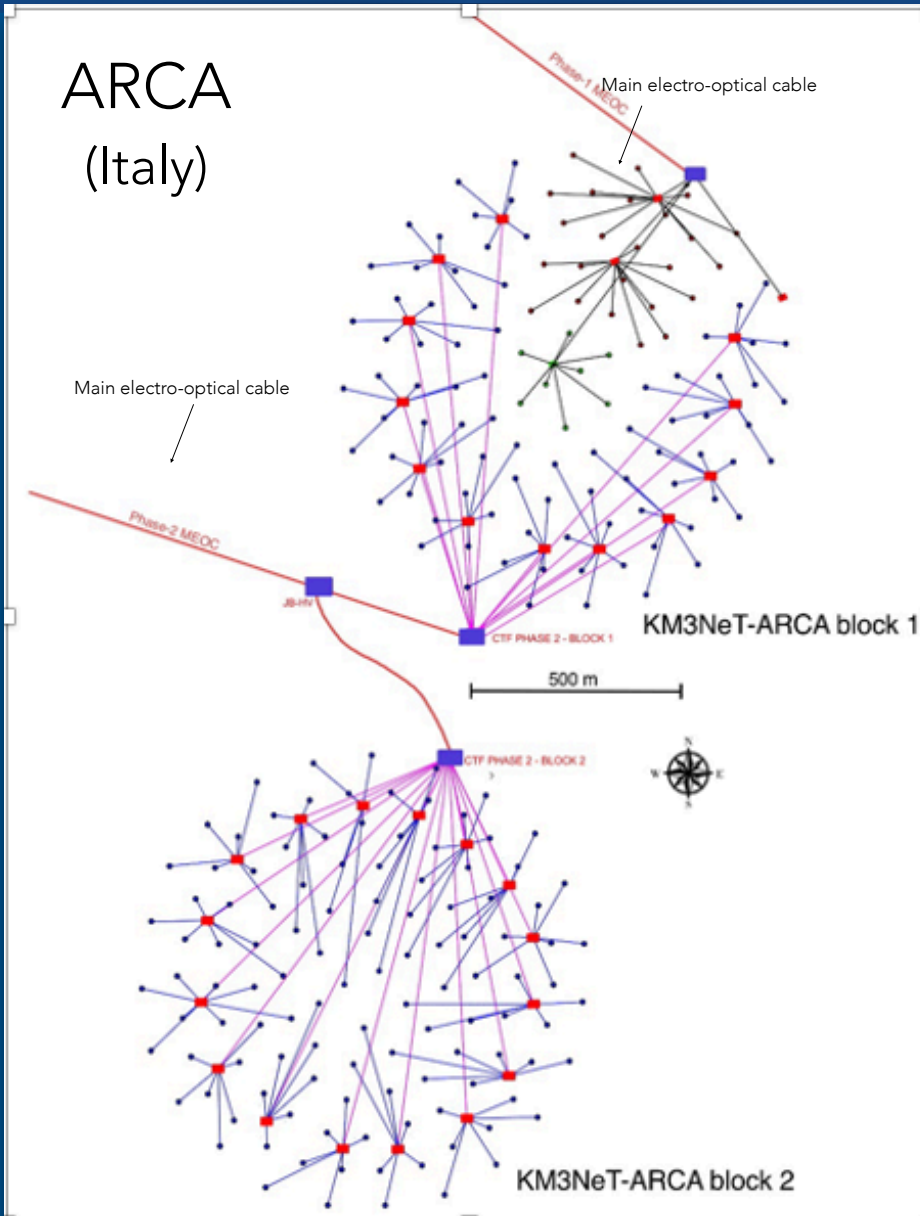 ARCA
(Italy)
Phase-1 MEOC
Main electro-optical cable
Main electro-optical cable
Phase-2 MEOC
JB-HV
CTF PHASE 2 - BLOCK 1
KM3NeT-ARCA block 1
500 m
CTF PHASE 2 - BLOCK 2
N
W
E
S
KM3NeT-ARCA block 2